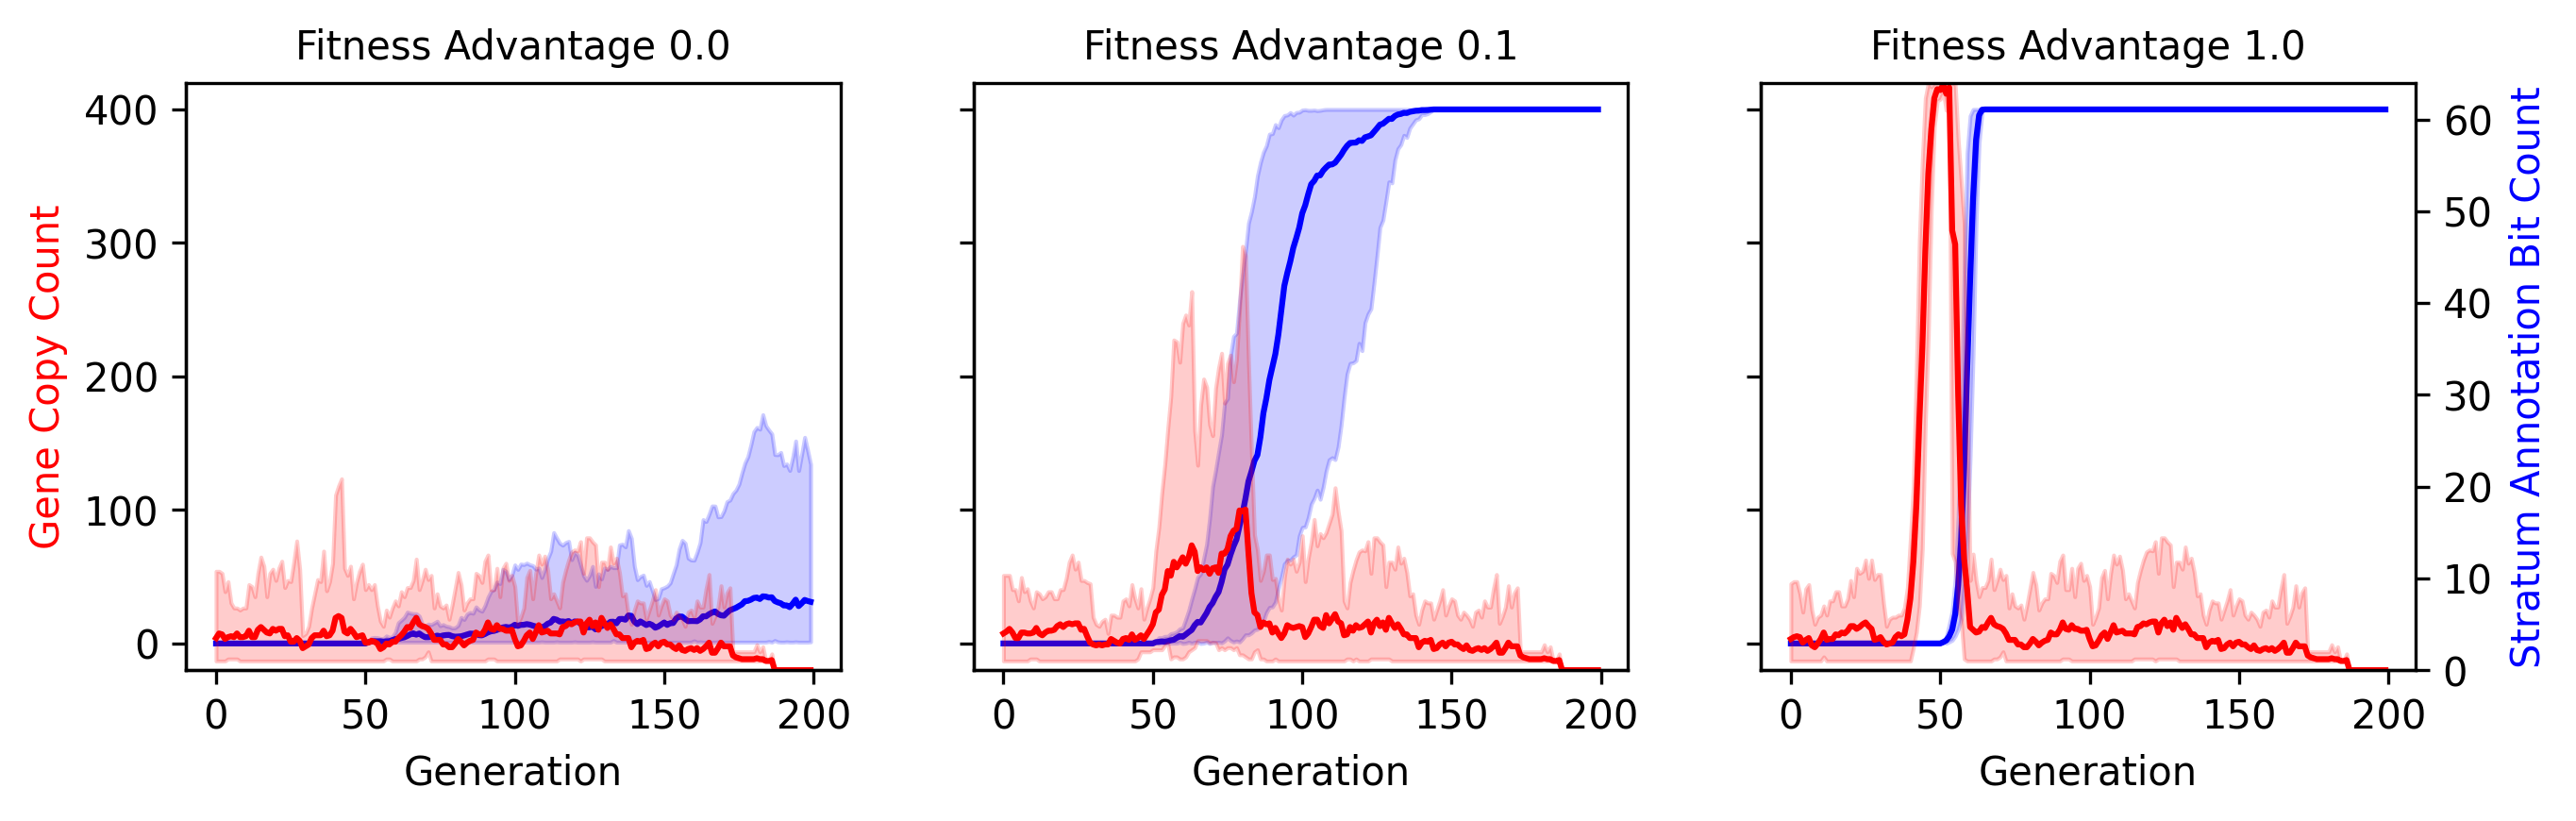 Fitness Advantage 0.0
Fitness Advantage 0.1
Fitness Advantage 1.0
Gene Copy Count
400
300
200
100
0
0 50 100 150 200
Generation
0 50 100 150 200
Generation
0 50 100 150 200
Generation
60
50
40
30
20
10
0
Stratum Annotation Bit Count